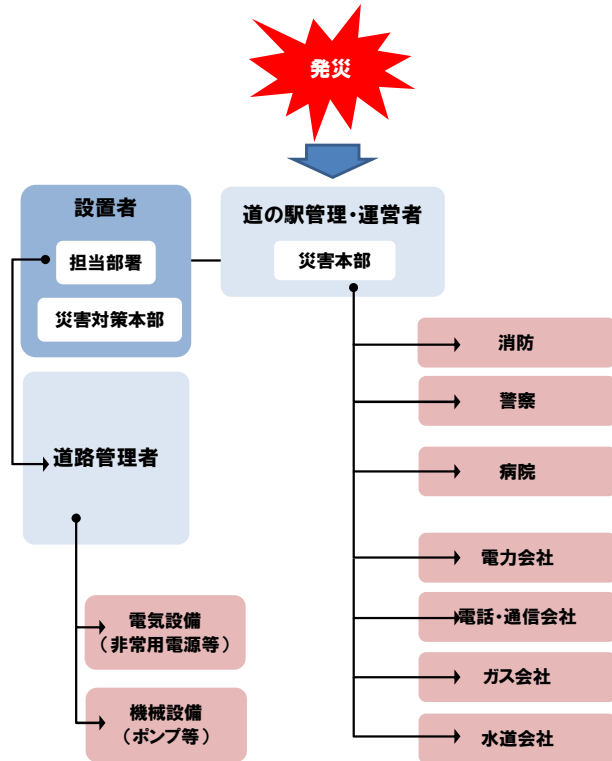 発災
設置者
担当部署
災害対策本部
道の駅管理・運営者
災害本部
道路管理者
電気設備
（非常用電源等）
機械設備
（ポンプ等）
消防
警察
病院
電力会社
電話・通信会社
ガス会社
水道会社